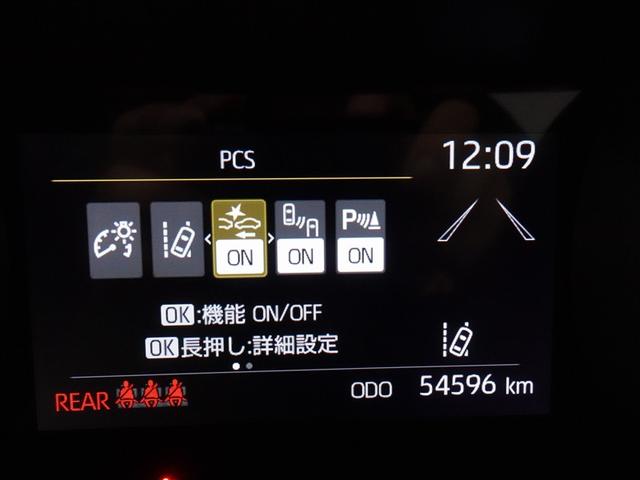 PCS
12:09
ON ON P ON
OK:機能 ON/OFF
OK長押し:詳細設定
REAR
ODO 54596 km